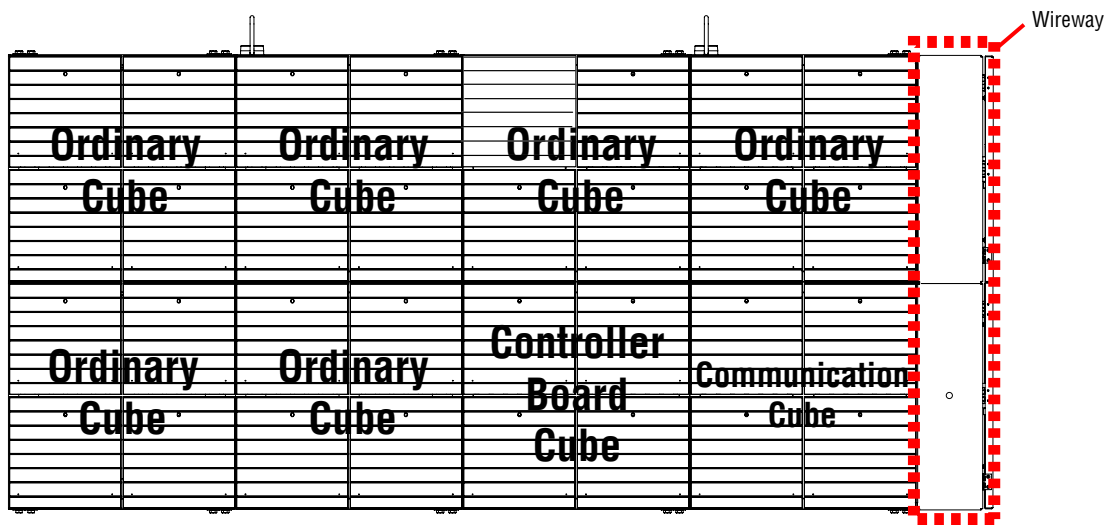 Wireway
Ordinary
Cube
Ordinary
Cube
Ordinary
Cube
Ordinary
Cube
Ordinary
Cube
Ordinary
Cube
Controller
Board
Cube
Communication
Cube